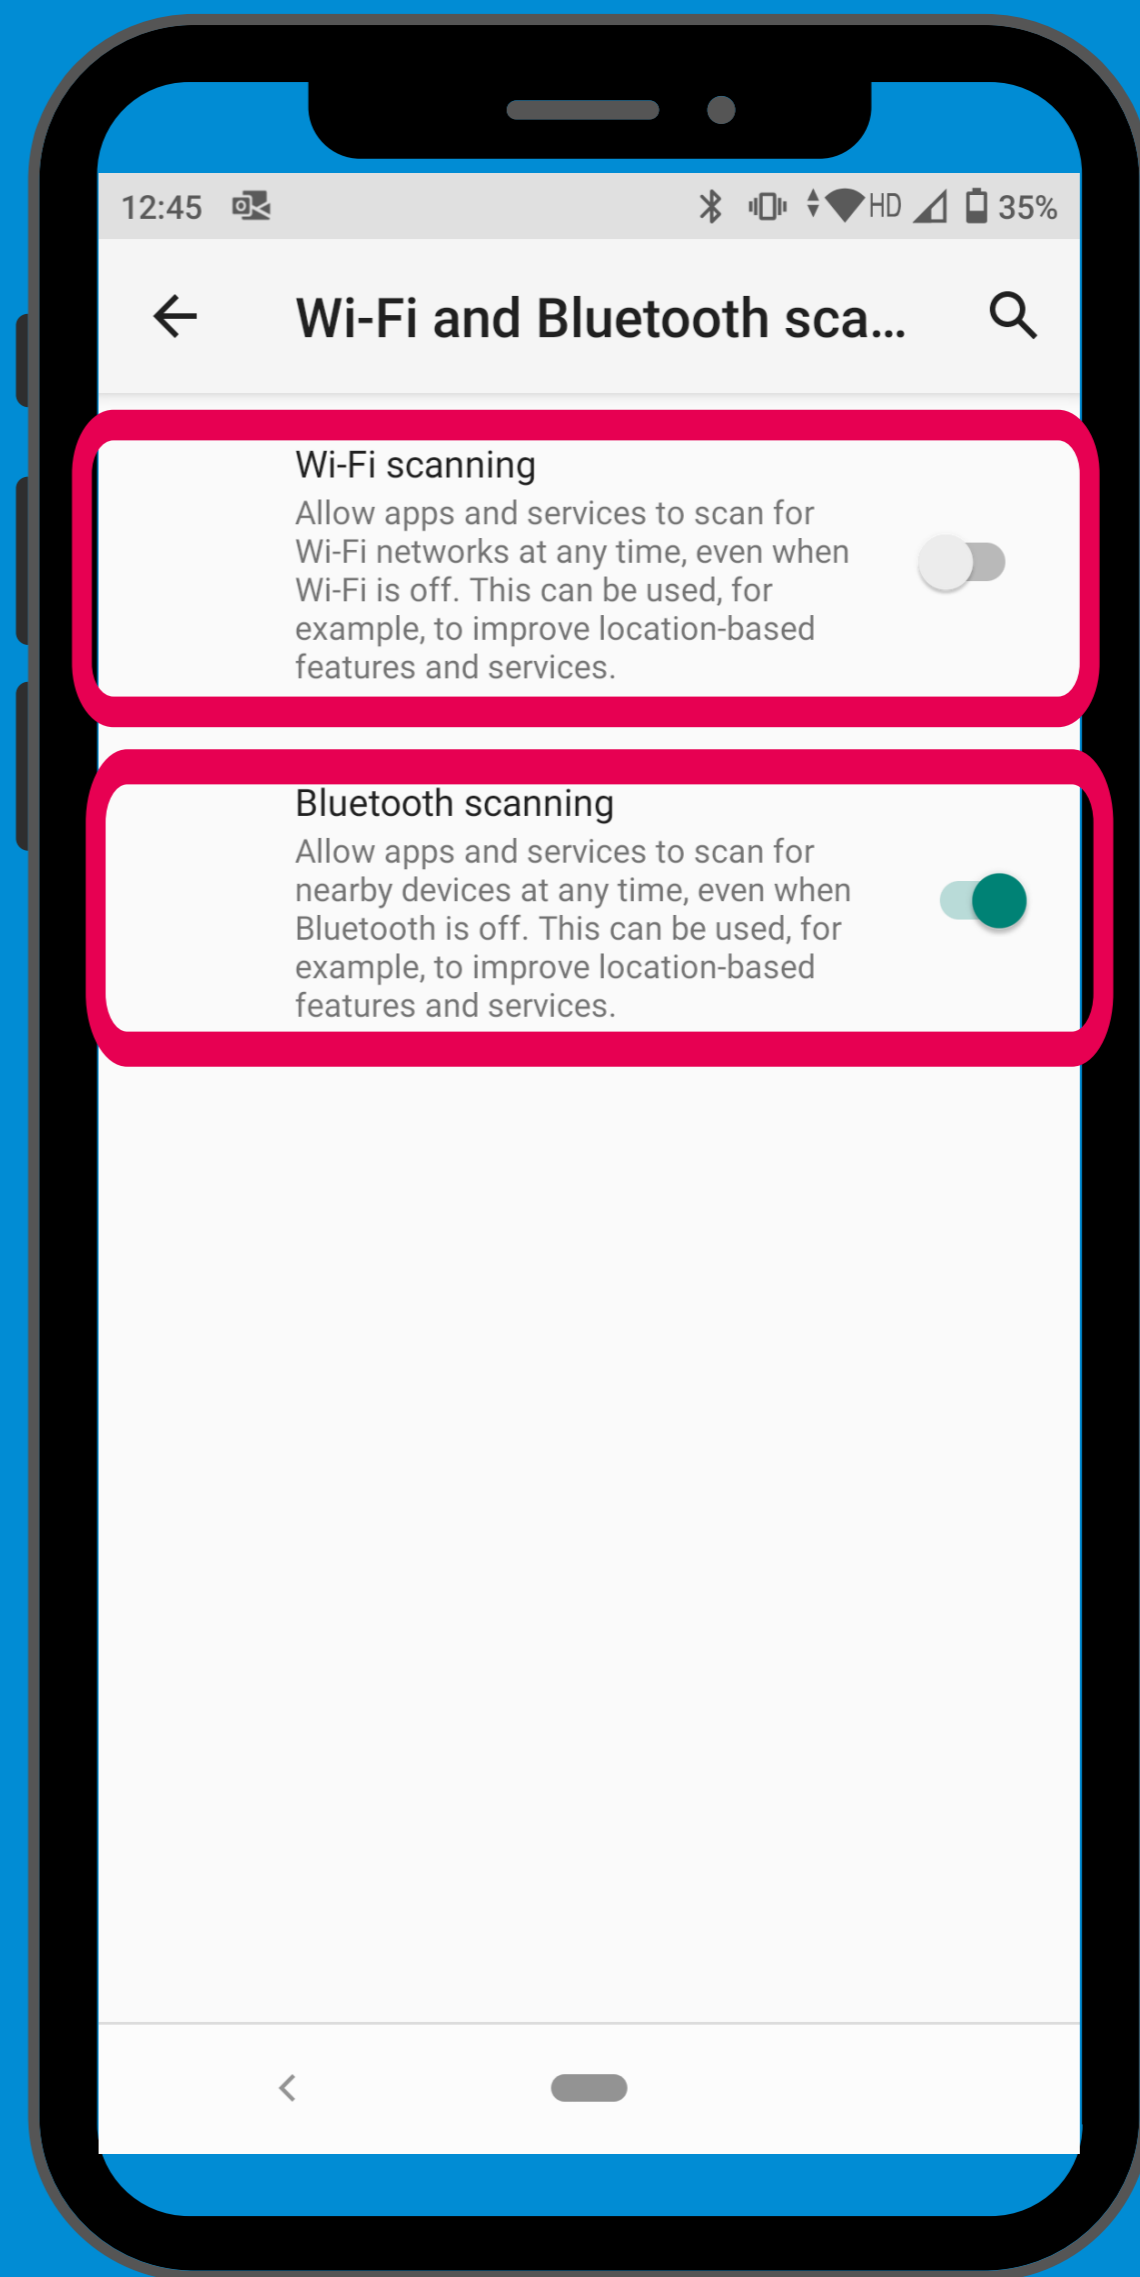 12:45 HD 35%
Wi-Fi and Bluetooth sca...
Wi-Fi scanning
Allow apps and services to scan for
Wi-Fi networks at any time, even when
Wi-Fi is off. This can be used, for
example, to improve location-based
features and services.
Bluetooth scanning
Allow apps and services to scan for
nearby devices at any time, even when
Bluetooth is off. This can be used, for
example, to improve location-based
features and services.